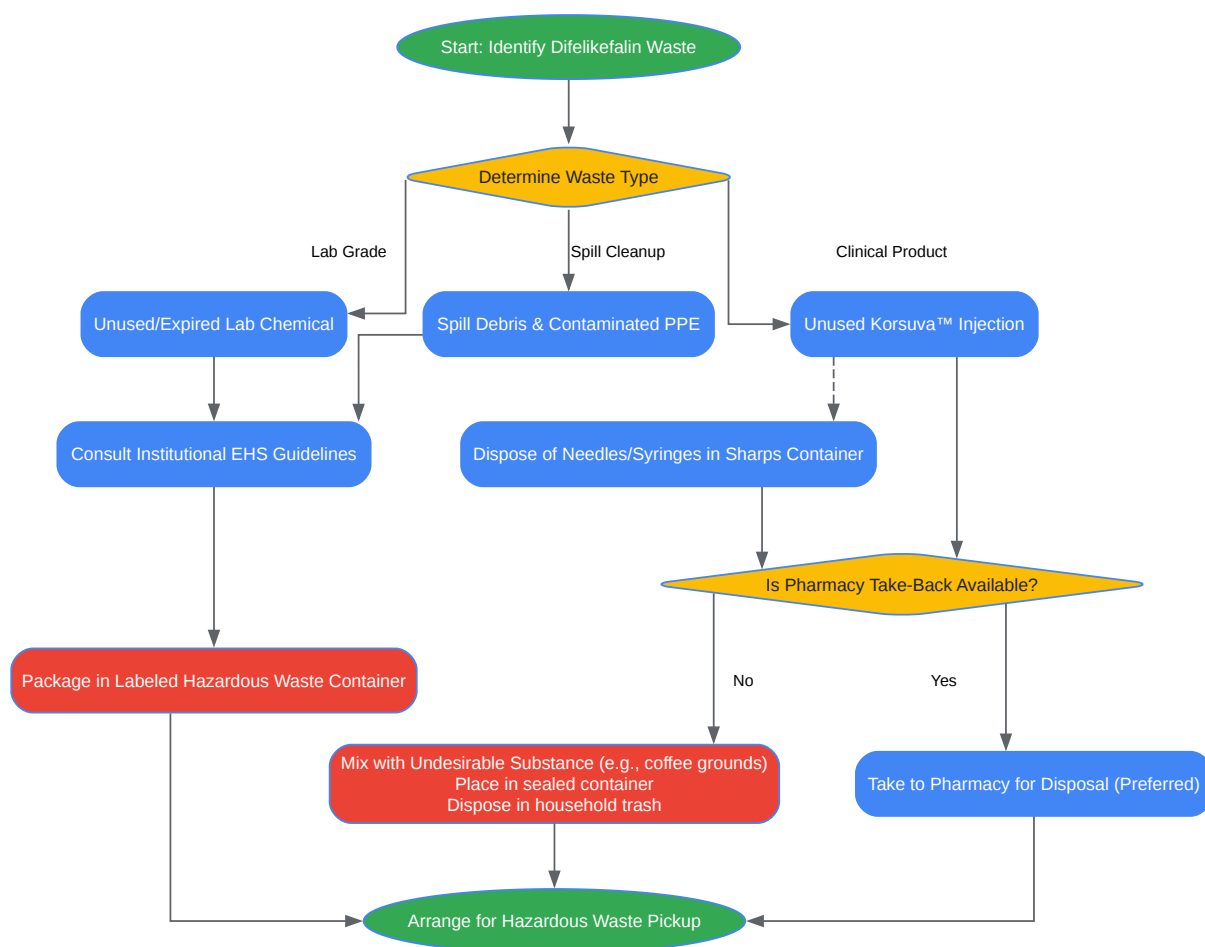 Start: Identify Difelikefalin Waste
Determine Waste Type
Lab Grade
Spill Cleanup
Clinical Product
Unused/Expired Lab Chemical
Spill Debris & Contaminated PPE
Unused Korsuva™ Injection
Consult Institutional EHS Guidelines
Dispose of Needles/Syringes in Sharps Container
Is Pharmacy Take-Back Available?
Package in Labeled Hazardous Waste Container
No
Yes
Mix with Undesirable Substance (e.g., coffee grounds)
Place in sealed container
Dispose in household trash
Take to Pharmacy for Disposal (Preferred)
Arrange for Hazardous Waste Pickup